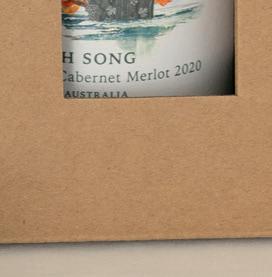 H SONG
Cabernet Merlot 2020
AUSTRALIA